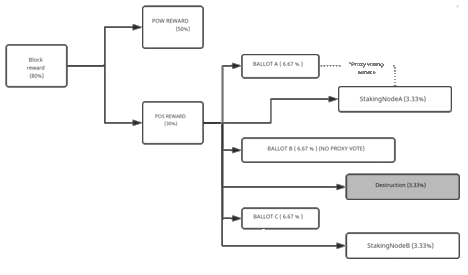 POW REWARD
(50%)
Block
reward
(80%)
BALLOT A ( 6.67 % )
"Proxy voting
StakingNodeA (3.33%)
POS REWARD
(30%)
BALLOT B ( 6.67 % ) (NO PROXY VOTE)
Destruction (3.33%)
BALLOT C ( 6.67 % )
StakingNodeB (3.33%)